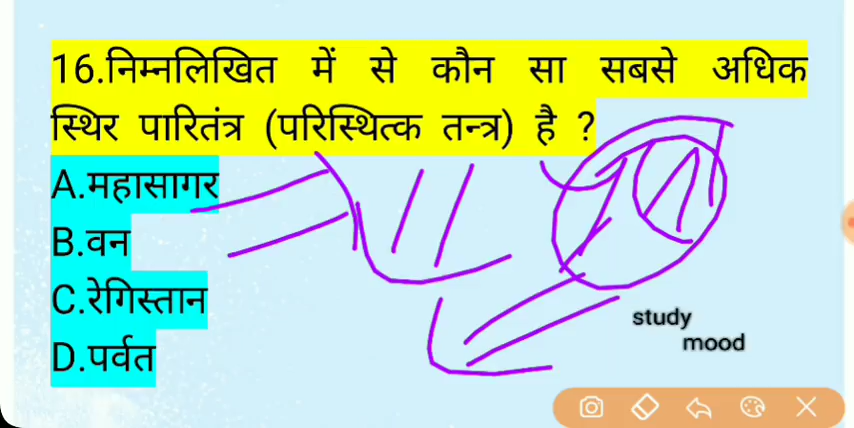 16.निम्नलिखित में से कौन सा सबसे अधिक
स्थिर पारितंत्र (परिस्थित्क तन्त्र) है ?
A.महासागर
B.वन
C.रेगिस्तान
D.पर्वत
study
mood